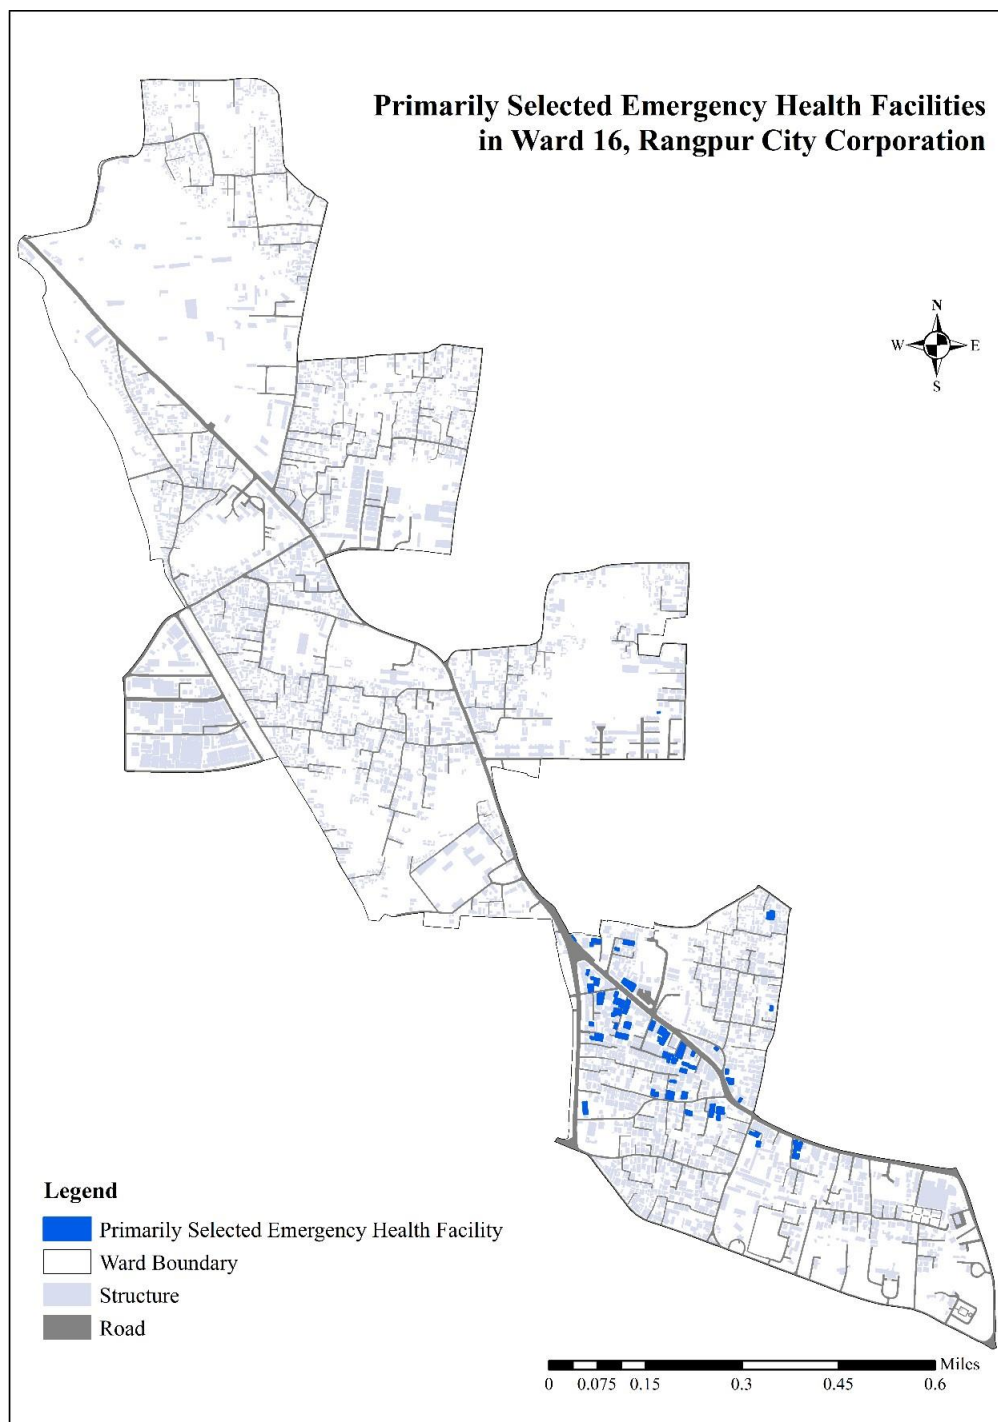 Primarily Selected Emergency Health Facilities
in Ward 16, Rangpur City Corporation
N
W E
S
Legend
Primarily Selected Emergency Health Facility
Ward Boundary
Structure
Road
Miles
0 0.075 0.15 0.3 0.45 0.6